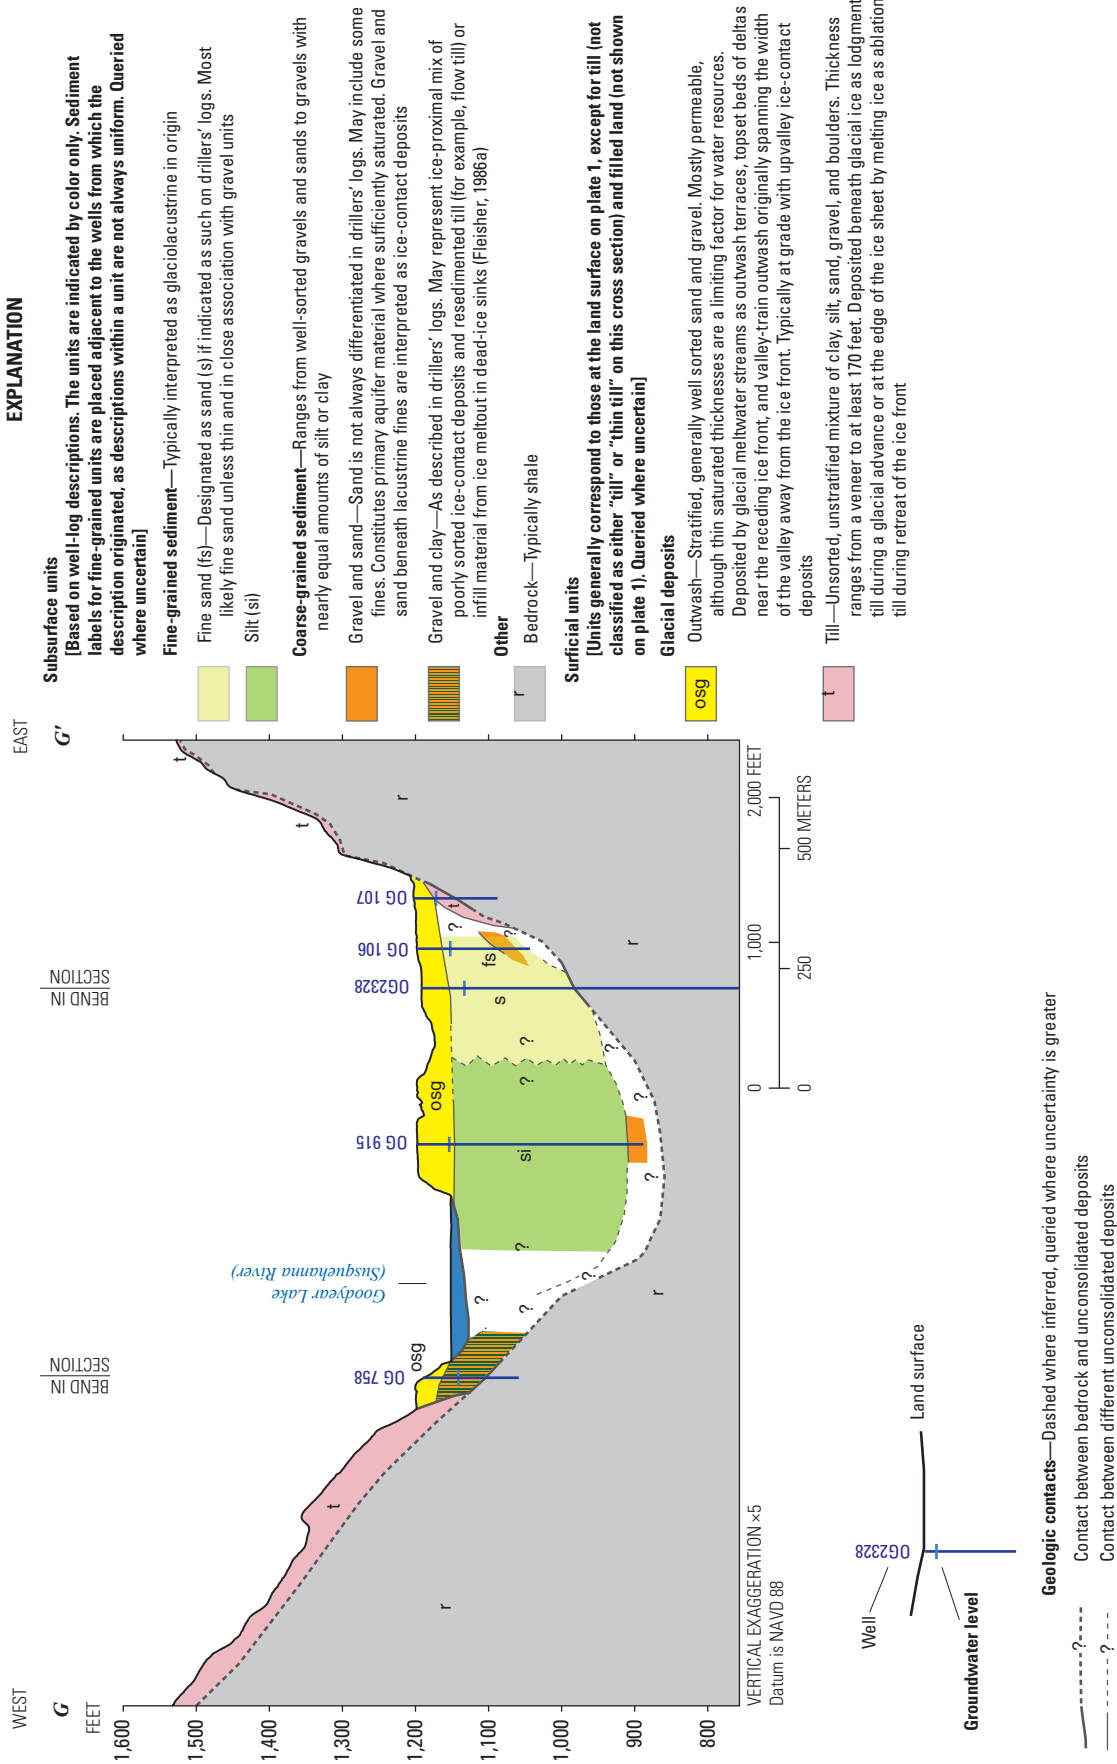 WEST
EAST
G
G′
FEET
1,600
1,500
1,400
1,300
1,200
1,100
1,000
900
800
BEND IN
SECTION
BEND IN
SECTION
OG 758
OG 915
OG2328
OG 106
OG 107
Goodyear Lake
(Susquehanna River)
t
t
t
t
osg
osg
si
s
fs
r
r
r
r
?
?
?
?
?
?
?
?
?
?
?
?
VERTICAL EXAGGERATION ×5
Datum is NAVD 88
0
1,000
2,000 FEET
0
250
500 METERS
EXPLANATION
Subsurface units
[Based on well-log descriptions. The units are indicated by color only. Sediment
labels for fine-grained units are placed adjacent to the wells from which the
description originated, as descriptions within a unit are not always uniform. Queried
where uncertain]
Fine-grained sediment—Typically interpreted as glaciolacustrine in origin
Fine sand (fs)—Designated as sand (s) if indicated as such on drillers' logs. Most
likely fine sand unless thin and in close association with gravel units
Silt (si)
Coarse-grained sediment—Ranges from well-sorted gravels and sands to gravels with
nearly equal amounts of silt or clay
Gravel and sand—Sand is not always differentiated in drillers' logs. May include some
fines. Constitutes primary aquifer material where sufficiently saturated. Gravel and
sand beneath lacustrine fines are interpreted as ice-contact deposits
Gravel and clay—As described in drillers' logs. May represent ice-proximal mix of
poorly sorted ice-contact deposits and resedimented till (for example, flow till) or
infill material from ice meltout in dead-ice sinks (Fleisher, 1986a)
Other
r
Bedrock—Typically shale
Surficial units
[Units generally correspond to those at the land surface on plate 1, except for till (not
classified as either "till" or "thin till" on this cross section) and filled land (not shown
on plate 1). Queried where uncertain]
Glacial deposits
osg
Outwash—Stratified, generally well sorted sand and gravel. Mostly permeable,
although thin saturated thicknesses are a limiting factor for water resources.
Deposited by glacial meltwater streams as outwash terraces, topset beds of deltas
near the receding ice front, and valley-train outwash originally spanning the width
of the valley away from the ice front. Typically at grade with upvalley ice-contact
deposits
t
Till—Unsorted, unstratified mixture of clay, silt, sand, gravel, and boulders. Thickness
ranges from a veneer to at least 170 feet. Deposited beneath glacial ice as lodgment
till during a glacial advance or at the edge of the ice sheet by melting ice as ablation
till during retreat of the ice front
Well
OG2328
Land surface
Groundwater level
Geologic contacts—Dashed where inferred, queried where uncertainty is greater
? Contact between bedrock and unconsolidated deposits
? Contact between different unconsolidated deposits